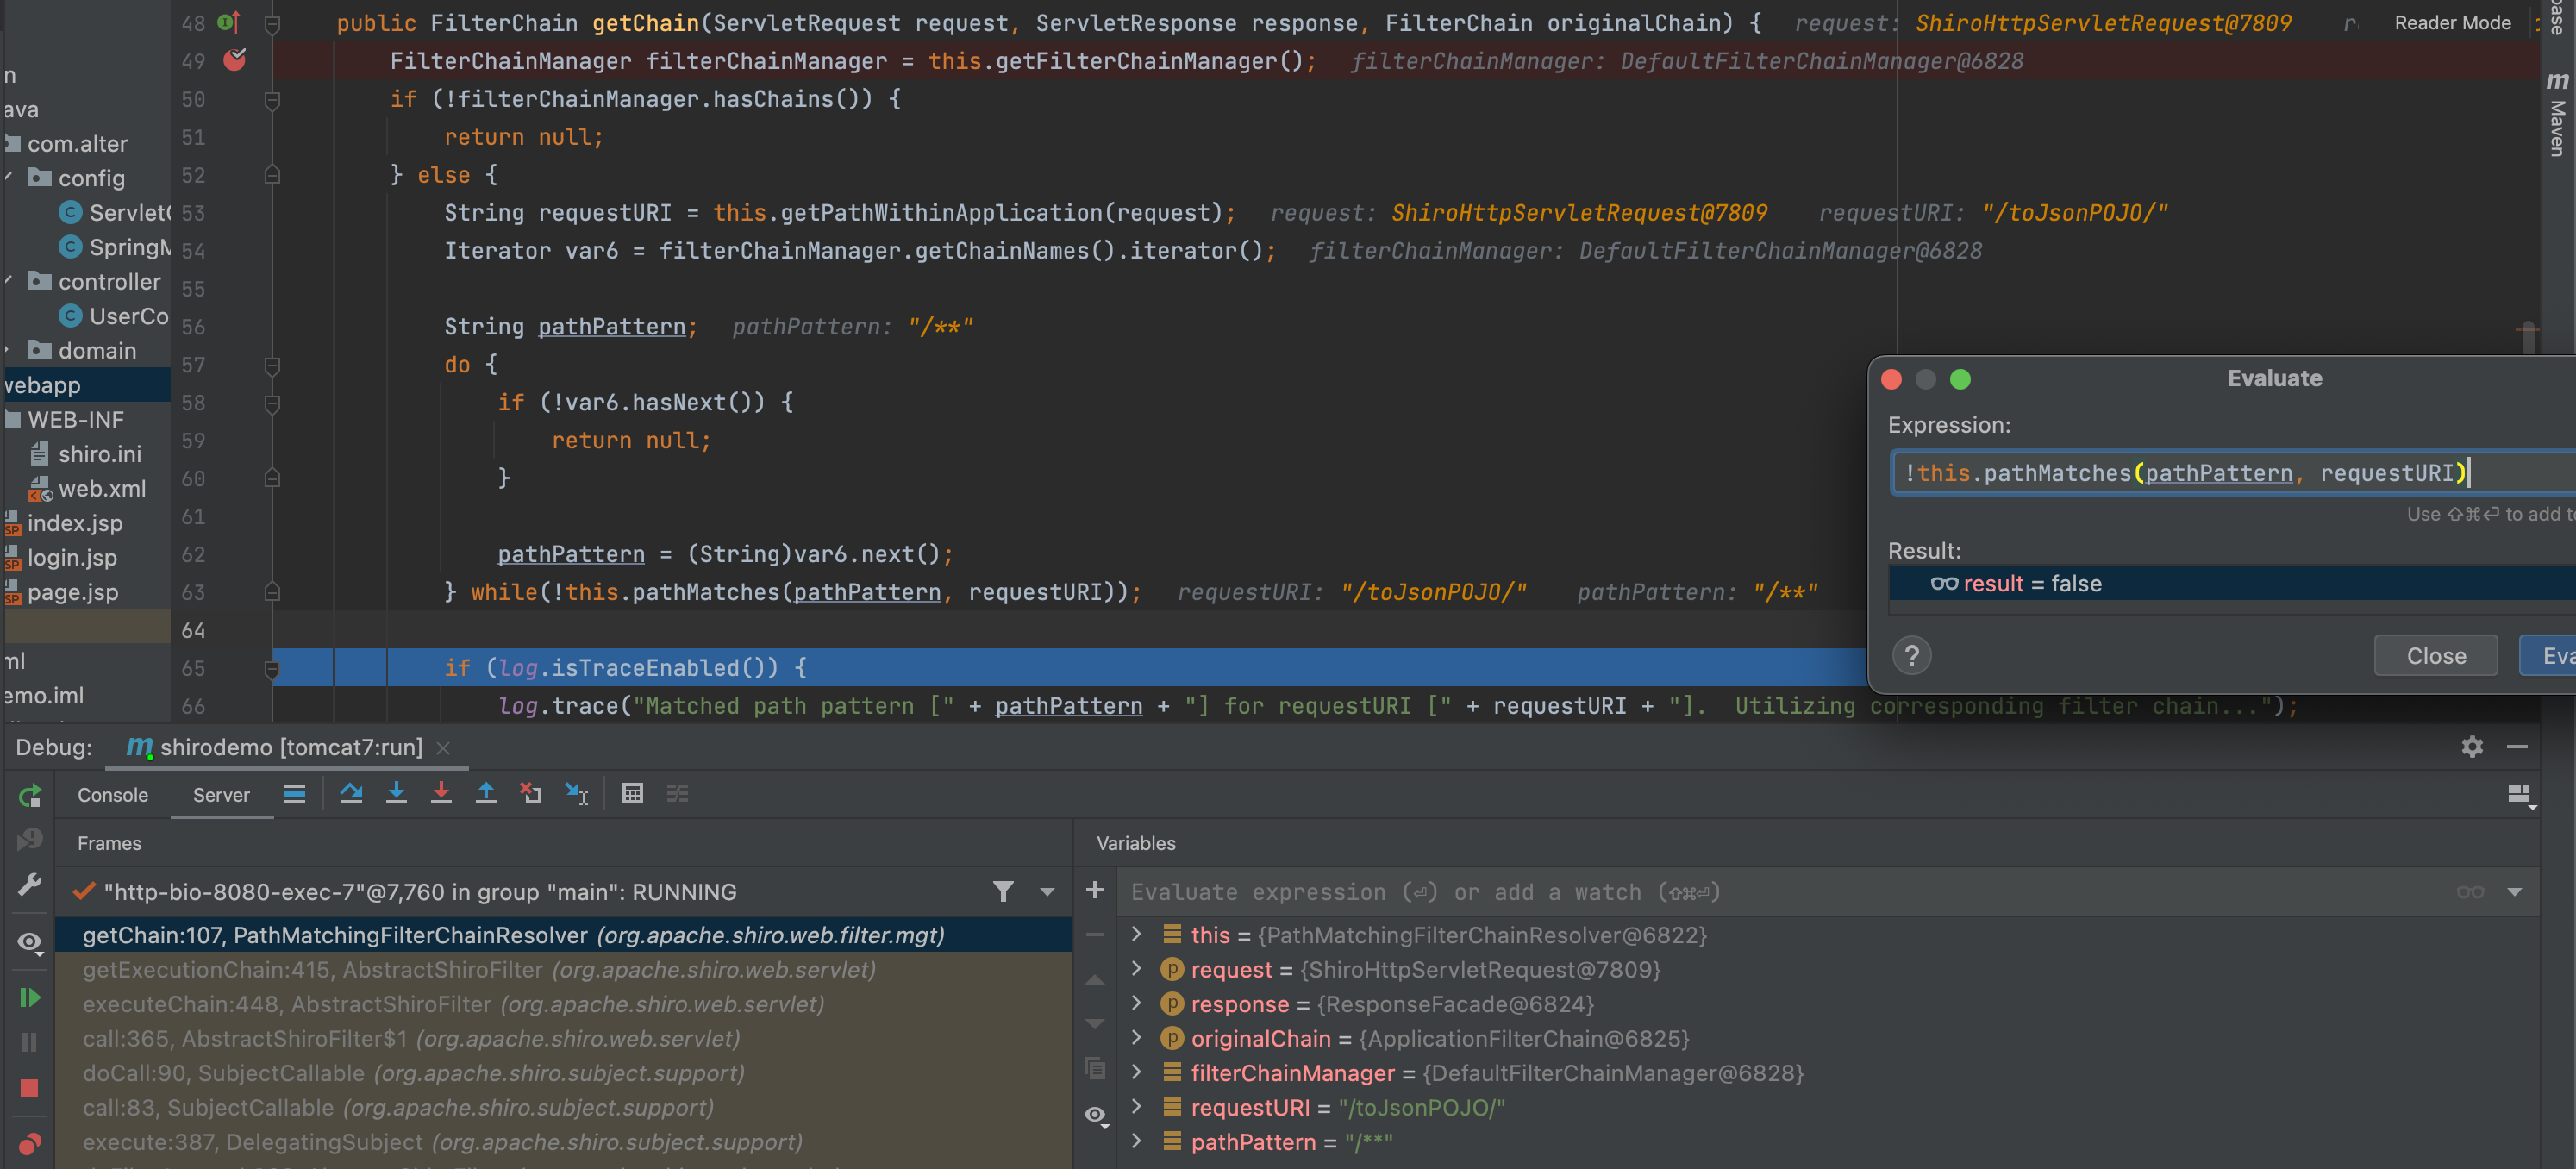 48 public FilterChain getChain(ServletRequest request, ServletResponse response, FilterChain originalChain) { request: ShiroHttpServletRequest@7809 Reader Mode
49 FilterChainManager filterChainManager = this.getFilterChainManager(); filterChainManager: DefaultFilterChainManager@6828
50 if (!filterChainManager.hasChains()) {
51 return null;
52 } else {
53 String requestURI = this.getPathWithinApplication(request); request: ShiroHttpServletRequest@7809 requestURI: "/toJsonPOJO/"
54 Iterator var6 = filterChainManager.getChainNames().iterator(); filterChainManager: DefaultFilterChainManager@6828
55
56 String pathPattern; pathPattern: "/**"
57 do {
58 if (!var6.hasNext()) {
59 return null;
60 }
61
62 pathPattern = (String)var6.next();
63 } while(!this.pathMatches(pathPattern, requestURI)); requestURI: "/toJsonPOJO/" pathPattern: "/**"
64
65 if (log.isTraceEnabled()) {
66 log.trace("Matched path pattern [" + pathPattern + "] for requestURI [" + requestURI + "]. Utilizing corresponding filter chain...");
n
ava
com.alter
config
Servlet
SpringM
controller
UserCo
domain
webapp
WEB-INF
shiro.ini
web.xml
index.jsp
login.jsp
page.jsp
ml
emo.iml
base
m Maven
Evaluate
Expression:
!this.pathMatches(pathPattern, requestURI)
Use ⇧⌘⏎ to add to
Result:
result = false
?
Close
Eva
Debug: shirodemo [tomcat7:run]
Console Server
Frames
Variables
"http-bio-8080-exec-7"@7,760 in group "main": RUNNING
Evaluate expression (⏎) or add a watch (⇧⌘⏎)
getChain:107, PathMatchingFilterChainResolver (org.apache.shiro.web.filter.mgt)
getExecutionChain:415, AbstractShiroFilter (org.apache.shiro.web.servlet)
executeChain:448, AbstractShiroFilter (org.apache.shiro.web.servlet)
call:365, AbstractShiroFilter$1 (org.apache.shiro.web.servlet)
doCall:90, SubjectCallable (org.apache.shiro.subject.support)
call:83, SubjectCallable (org.apache.shiro.subject.support)
execute:387, DelegatingSubject (org.apache.shiro.subject.support)
this = {PathMatchingFilterChainResolver@6822}
request = {ShiroHttpServletRequest@7809}
response = {ResponseFacade@6824}
originalChain = {ApplicationFilterChain@6825}
filterChainManager = {DefaultFilterChainManager@6828}
requestURI = "/toJsonPOJO/"
pathPattern = "/**"